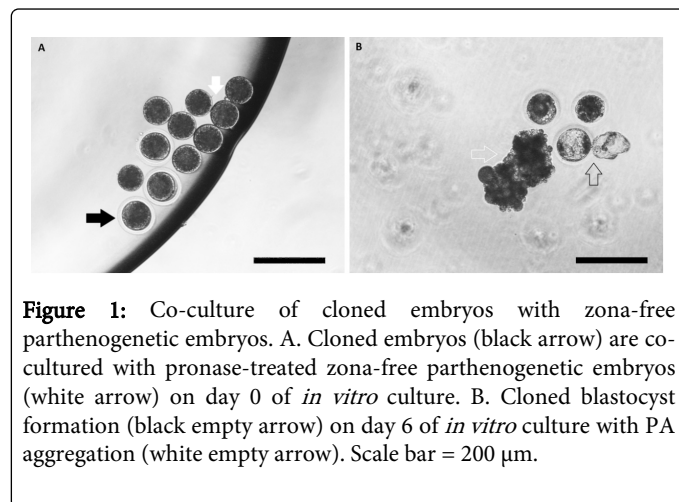 A
B
Figure 1: Co-culture of cloned embryos with zona-free
parthenogenetic embryos. A. Cloned embryos (black arrow) are co-
cultured with pronase-treated zona-free parthenogenetic embryos
(white arrow) on day 0 of in vitro culture. B. Cloned blastocyst
formation (black empty arrow) on day 6 of in vitro culture with PA
aggregation (white empty arrow). Scale bar = 200 μm.